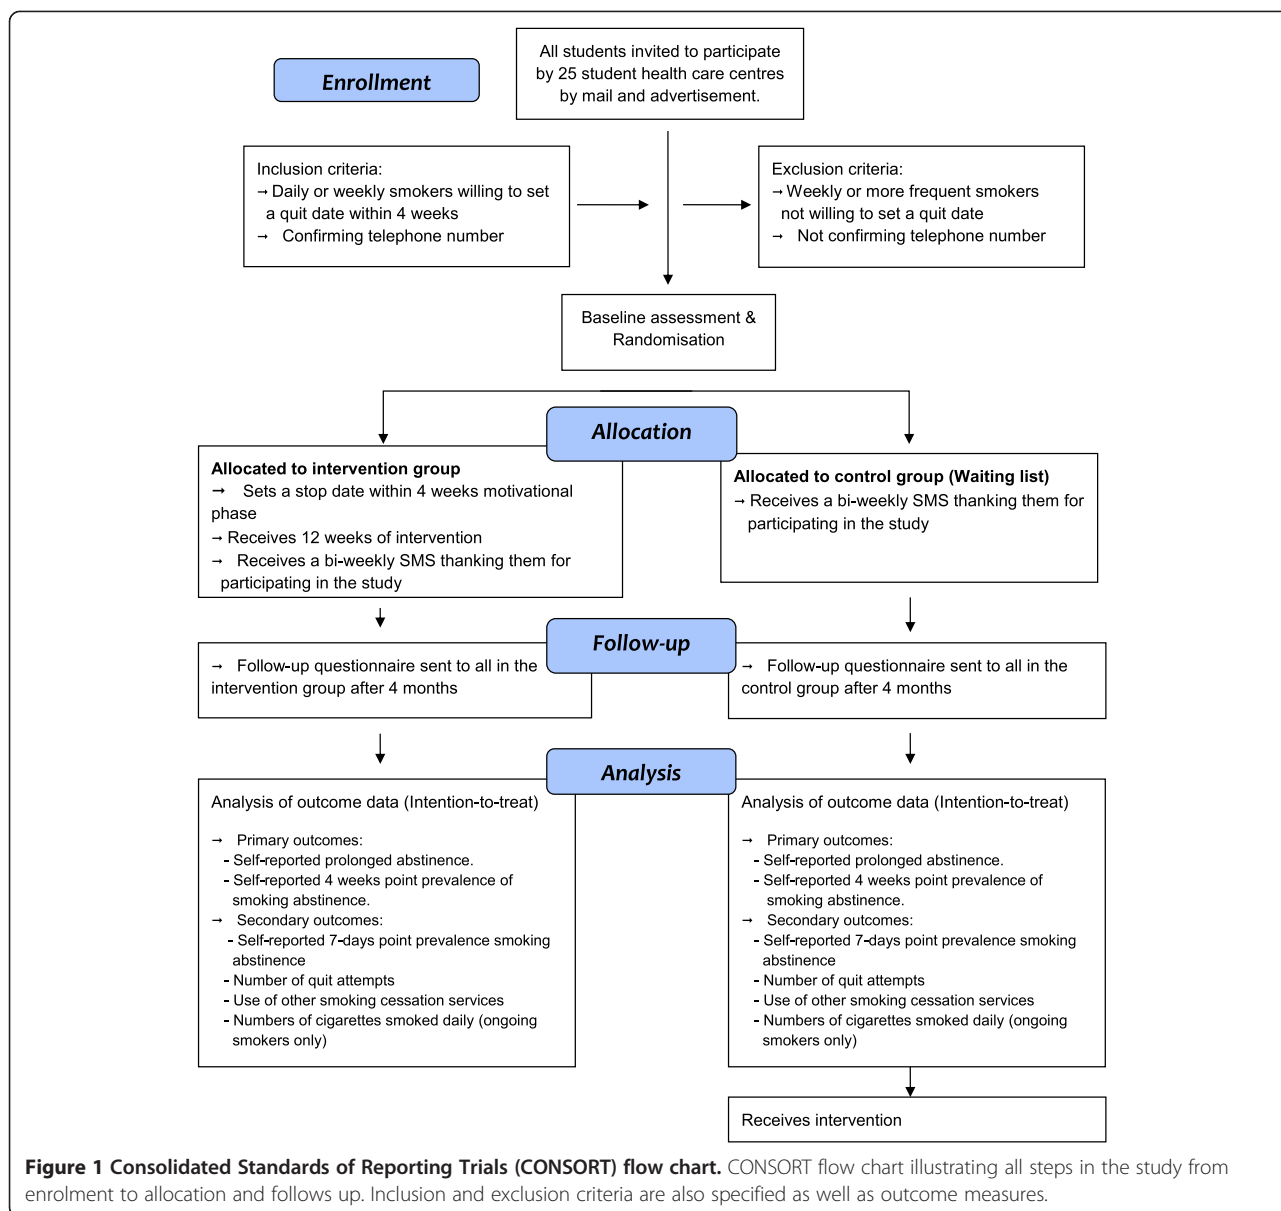 All students invited to participate
by 25 student health care centres
by mail and advertisement.
Enrollment
Inclusion criteria:
→ Daily or weekly smokers willing to set
a quit date within 4 weeks
→ Confirming telephone number
Exclusion criteria:
→ Weekly or more frequent smokers
not willing to set a quit date
→ Not confirming telephone number
Baseline assessment &
Randomisation
Allocation
Allocated to intervention group
→ Sets a stop date within 4 weeks motivational
phase
→ Receives 12 weeks of intervention
→ Receives a bi-weekly SMS thanking them for
participating in the study
Allocated to control group (Waiting list)
→ Receives a bi-weekly SMS thanking them for
participating in the study
Follow-up
→ Follow-up questionnaire sent to all in the
intervention group after 4 months
→ Follow-up questionnaire sent to all in the
control group after 4 months
Analysis
Analysis of outcome data (Intention-to-treat)
→ Primary outcomes:
- Self-reported prolonged abstinence.
- Self-reported 4 weeks point prevalence of
smoking abstinence.
→ Secondary outcomes:
- Self-reported 7-days point prevalence smoking
abstinence
- Number of quit attempts
- Use of other smoking cessation services
- Numbers of cigarettes smoked daily (ongoing
smokers only)
Analysis of outcome data (Intention-to-treat)
→ Primary outcomes:
- Self-reported prolonged abstinence.
- Self-reported 4 weeks point prevalence of
smoking abstinence.
→ Secondary outcomes:
- Self-reported 7-days point prevalence smoking
abstinence
- Number of quit attempts
- Use of other smoking cessation services
- Numbers of cigarettes smoked daily (ongoing
smokers only)
Receives intervention
Figure 1 Consolidated Standards of Reporting Trials (CONSORT) flow chart. CONSORT flow chart illustrating all steps in the study from
enrolment to allocation and follows up. Inclusion and exclusion criteria are also specified as well as outcome measures.